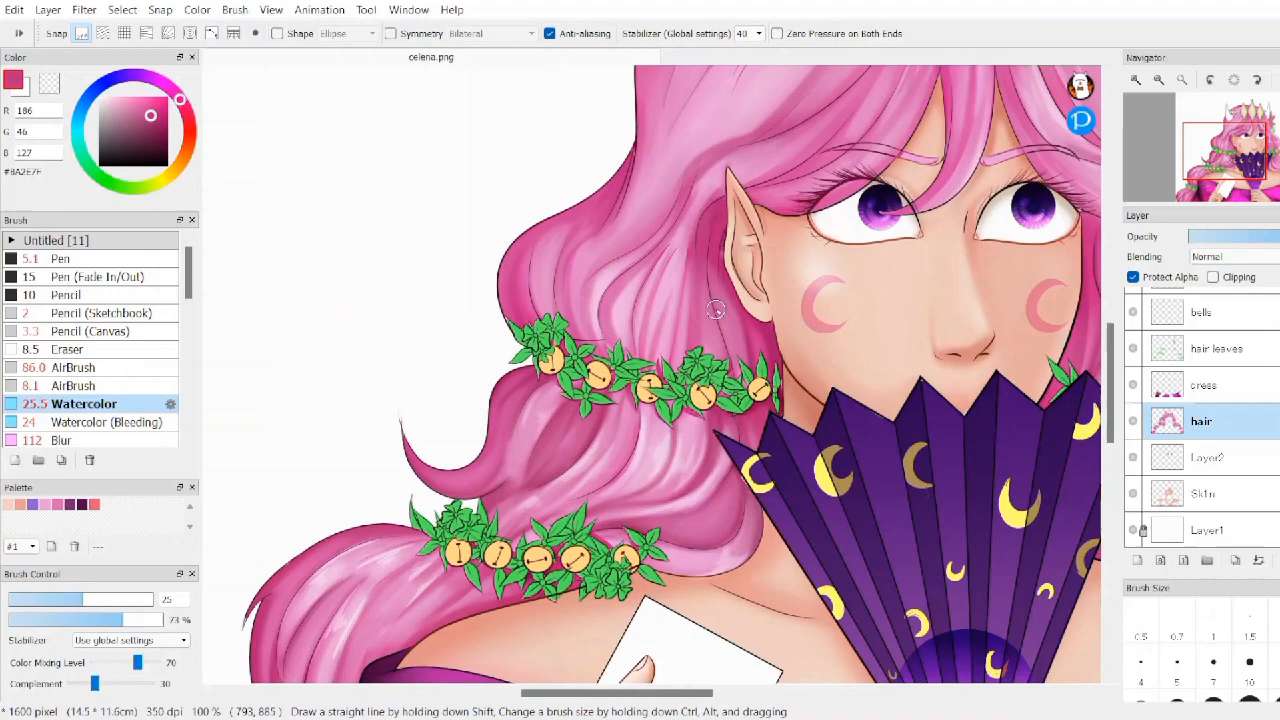 Edit Layer Filter Select Snap Color Brush View Animation Tool Window Help
Snap Shape Ellipse Symmetry Bilateral Anti-aliasing Stabilizer (Global settings) 40 Zero Pressure on Both Ends
Color
R 186
G 46
B 127
#BA2E7F
celena.png
Navigator
Brush
Untitled [11]
5.1 Pen
15 Pen (Fade In/Out)
10 Pencil
2 Pencil (Sketchbook)
3.3 Pencil (Canvas)
8.5 Eraser
86.0 AirBrush
8.1 AirBrush
25.5 Watercolor
24 Watercolor (Bleeding)
112 Blur
Palette
#1 ---
Brush Control
25
73 %
Stabilizer Use global settings
Color Mixing Level 70
Complement 30
Layer
Opacity
Blending Normal
Protect Alpha Clipping
bells
hair leaves
dress
hair
Layer2
Sk1n
Layer1
Brush Size
0.5 0.7 1 1.5
4 5 7 10
* 1600 pixel (14.5 * 11.6cm) 350 dpi 100 % ( 793, 885 ) Draw a straight line by holding down Shift, Change a brush size by holding down Ctrl, Alt, and dragging